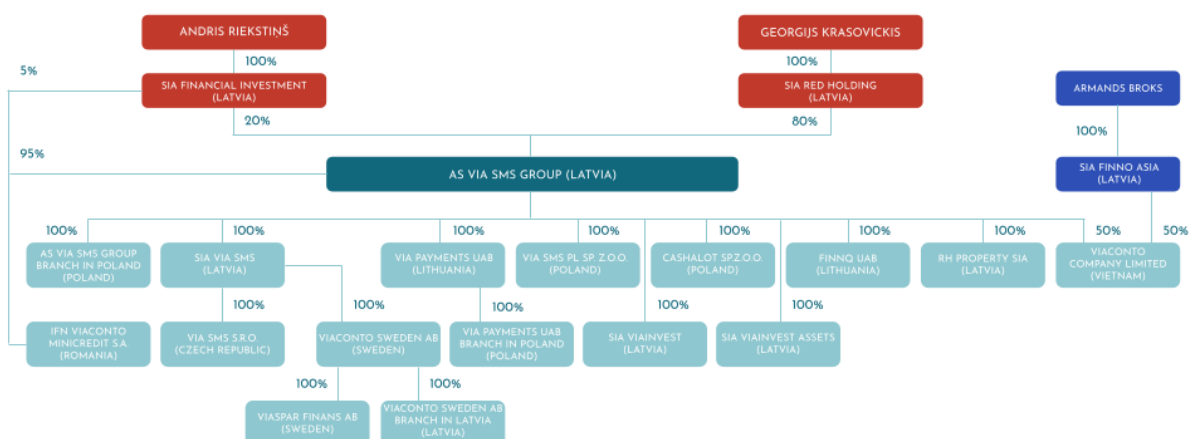 ANDRIS RIEKSTIŅŠ
GEORGIJS KRASOVICKIS
100%
100%
5%
SIA FINANCIAL INVESTMENT
(LATVIA)
SIA RED HOLDING
(LATVIA)
ARMANDS BROKS
20%
80%
100%
95%
AS VIA SMS GROUP (LATVIA)
SIA FINNO ASIA
(LATVIA)
100%
100%
100%
100%
100%
100%
100%
50%
50%
AS VIA SMS GROUP
BRANCH IN POLAND
(POLAND)
SIA VIA SMS
(LATVIA)
VIA PAYMENTS UAB
(LITHUANIA)
VIA SMS PL SP. Z.O.O.
(POLAND)
CASHALOT SP.Z.O.O.
(POLAND)
FINNQ UAB
(LITHUANIA)
RH PROPERTY SIA
(LATVIA)
VIACONTO
COMPANY LIMITED
(VIETNAM)
100%
100%
100%
100%
100%
IFN VIACONTO
MINICREDIT S.A.
(ROMANIA)
VIA SMS S.R.O.
(CZECH REPUBLIC)
VIACONTO SWEDEN AB
(SWEDEN)
VIA PAYMENTS UAB
BRANCH IN POLAND
(POLAND)
SIA VIAINVEST
(LATVIA)
SIA VIAINVEST ASSETS
(LATVIA)
100%
100%
VIASPAR FINANS AB
(SWEDEN)
VIACONTO SWEDEN AB
BRANCH IN LATVIA
(LATVIA)